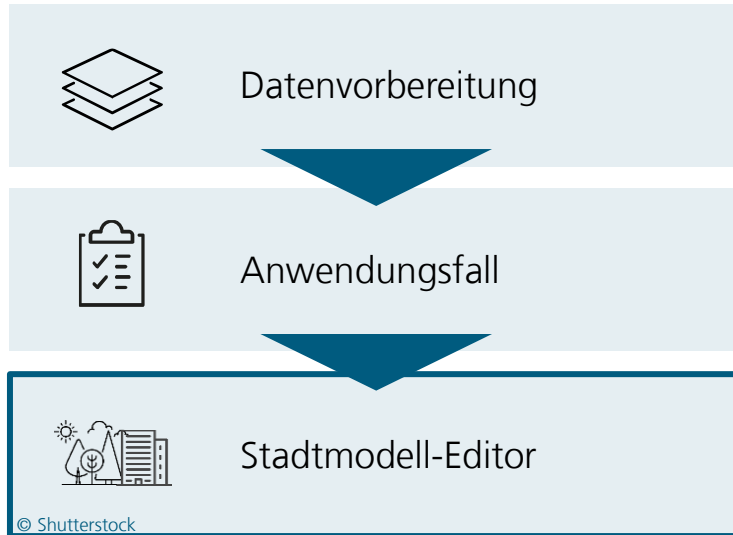 Datenvorbereitung
Anwendungsfall
Stadtmodell-Editor
© Shutterstock